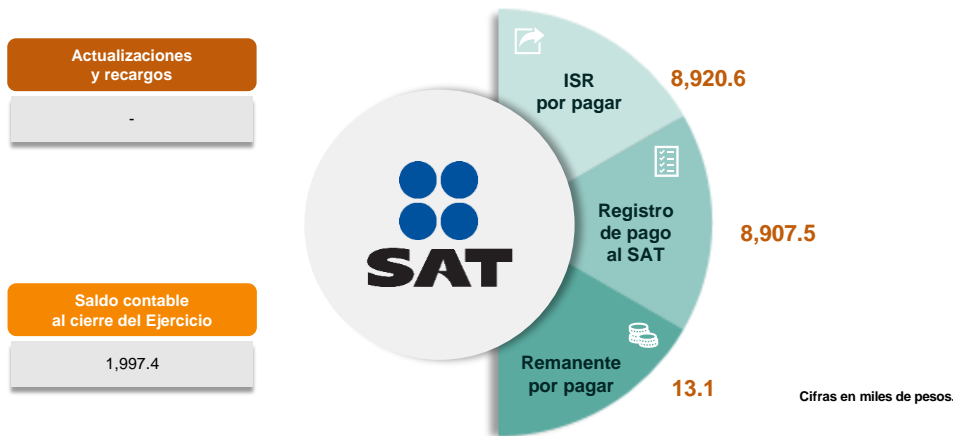 Actualizaciones
y recargos
-
Saldo contable
al cierre del Ejercicio
1,997.4
SAT
ISR
por pagar
8,920.6
Registro
de pago
al SAT
8,907.5
Remanente
por pagar
13.1
Cifras en miles de pesos.